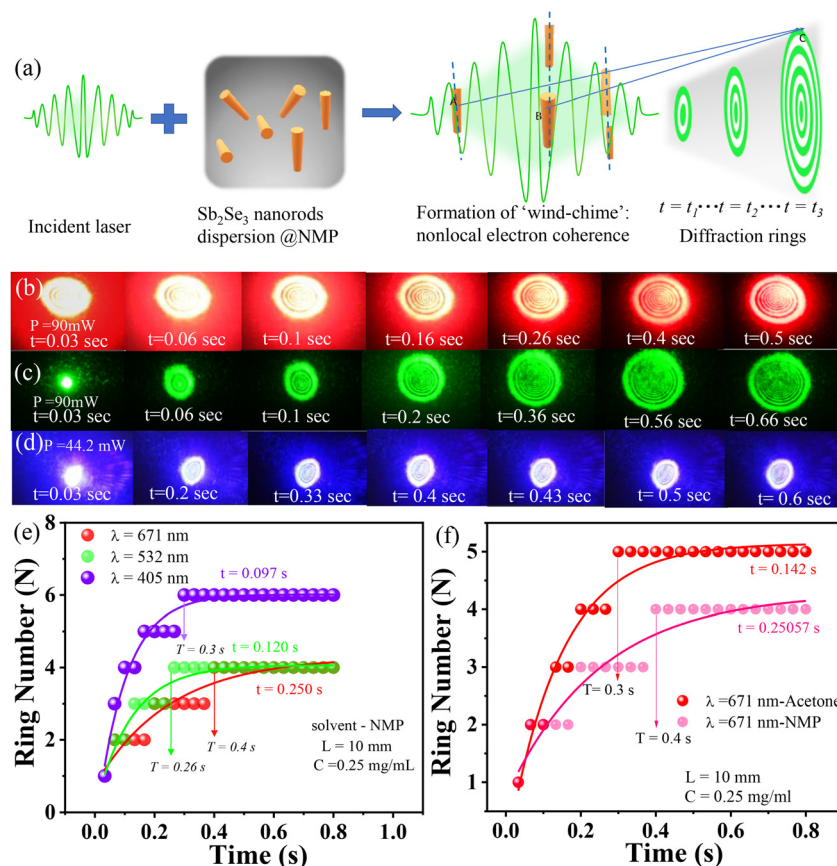 (a)
A
B
C
Incident laser
Sb₂Se₃ nanorods
dispersion @NMP
Formation of ‘wind-chime’:
nonlocal electron coherence
t = t₁···t = t₂···t = t₃
Diffraction rings
(b)
P =90mW
t=0.03 sec
t=0.06 sec
t=0.1 sec
t=0.16 sec
t=0.26 sec
t=0.4 sec
t=0.5 sec
(c)
P=90mW
t=0.03 sec
t=0.06 sec
t=0.1 sec
t=0.2 sec
t=0.36 sec
t=0.56 sec
t=0.66 sec
(d)
P=44.2 mW
t=0.03 sec
t=0.2 sec
t=0.33 sec
t= 0.4 sec
t= 0.43 sec
t= 0.5 sec
t= 0.6 sec
(e)
λ = 671 nm
λ = 532 nm
λ = 405 nm
t = 0.097 s
T = 0.3 s
t = 0.120 s
t = 0.250 s
T = 0.26 s
T = 0.4 s
solvent - NMP
L = 10 mm
C = 0.25 mg/mL
Ring Number (N)
8
6
4
2
0
0.0 0.2 0.4 0.6 0.8 1.0
Time (s)
(f)
t = 0.142 s
t = 0.25057 s
T= 0.3 s
T = 0.4 s
λ =671 nm-Acetone
λ =671 nm-NMP
L = 10 mm
C = 0.25 mg/ml
Ring Number (N)
5
4
3
2
1
0.0 0.2 0.4 0.6 0.8
Time (s)